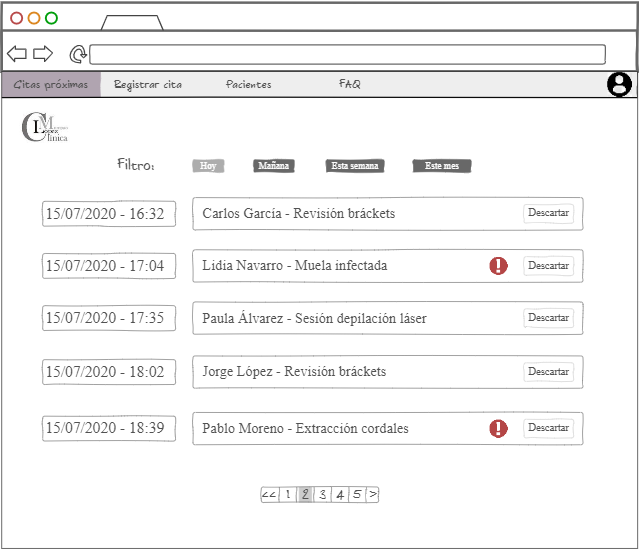 Citas próximas Registrar cita Pacientes FAQ
CLM
López
Clínica
Filtro: Hoy Mañana Esta semana Este mes
15/07/2020 - 16:32 Carlos García - Revisión bráckets Descartar
15/07/2020 - 17:04 Lidia Navarro - Muela infectada ! Descartar
15/07/2020 - 17:35 Paula Álvarez - Sesión depilación láser Descartar
15/07/2020 - 18:02 Jorge López - Revisión bráckets Descartar
15/07/2020 - 18:39 Pablo Moreno - Extracción cordales ! Descartar
<< 1 2 3 4 5 >